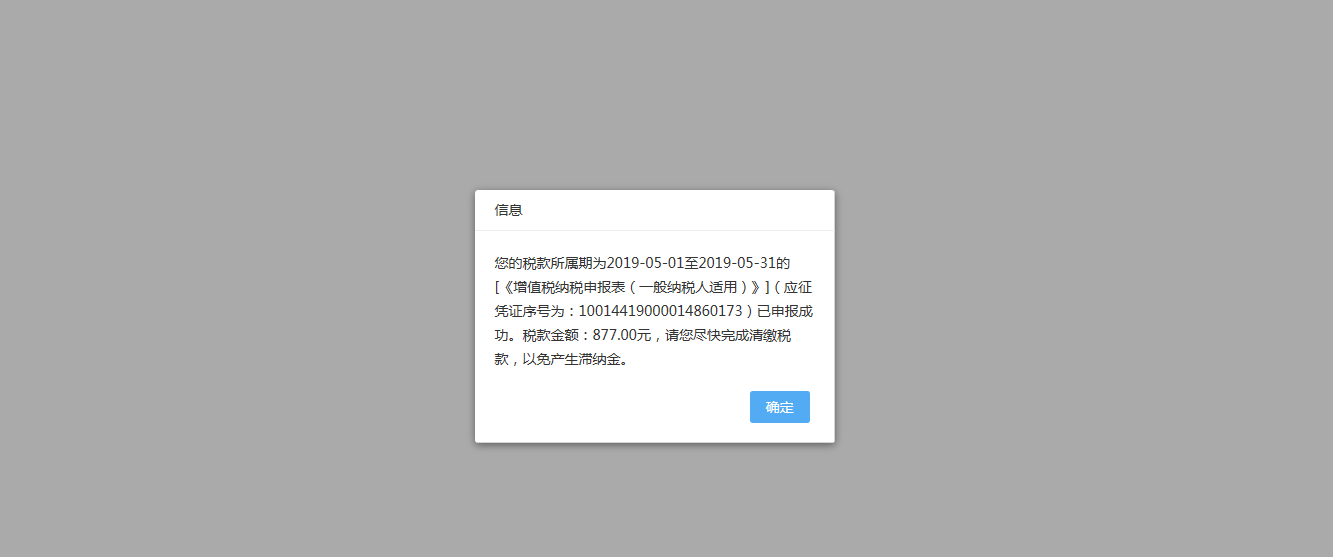 信息
您的税款所属期为2019-05-01至2019-05-31的
[《增值税纳税申报表（一般纳税人适用）》]（应征
凭证序号为：10014419000014860173）已申报成
功。税款金额：877.00元，请您尽快完成清缴税
款，以免产生滞纳金。
确定